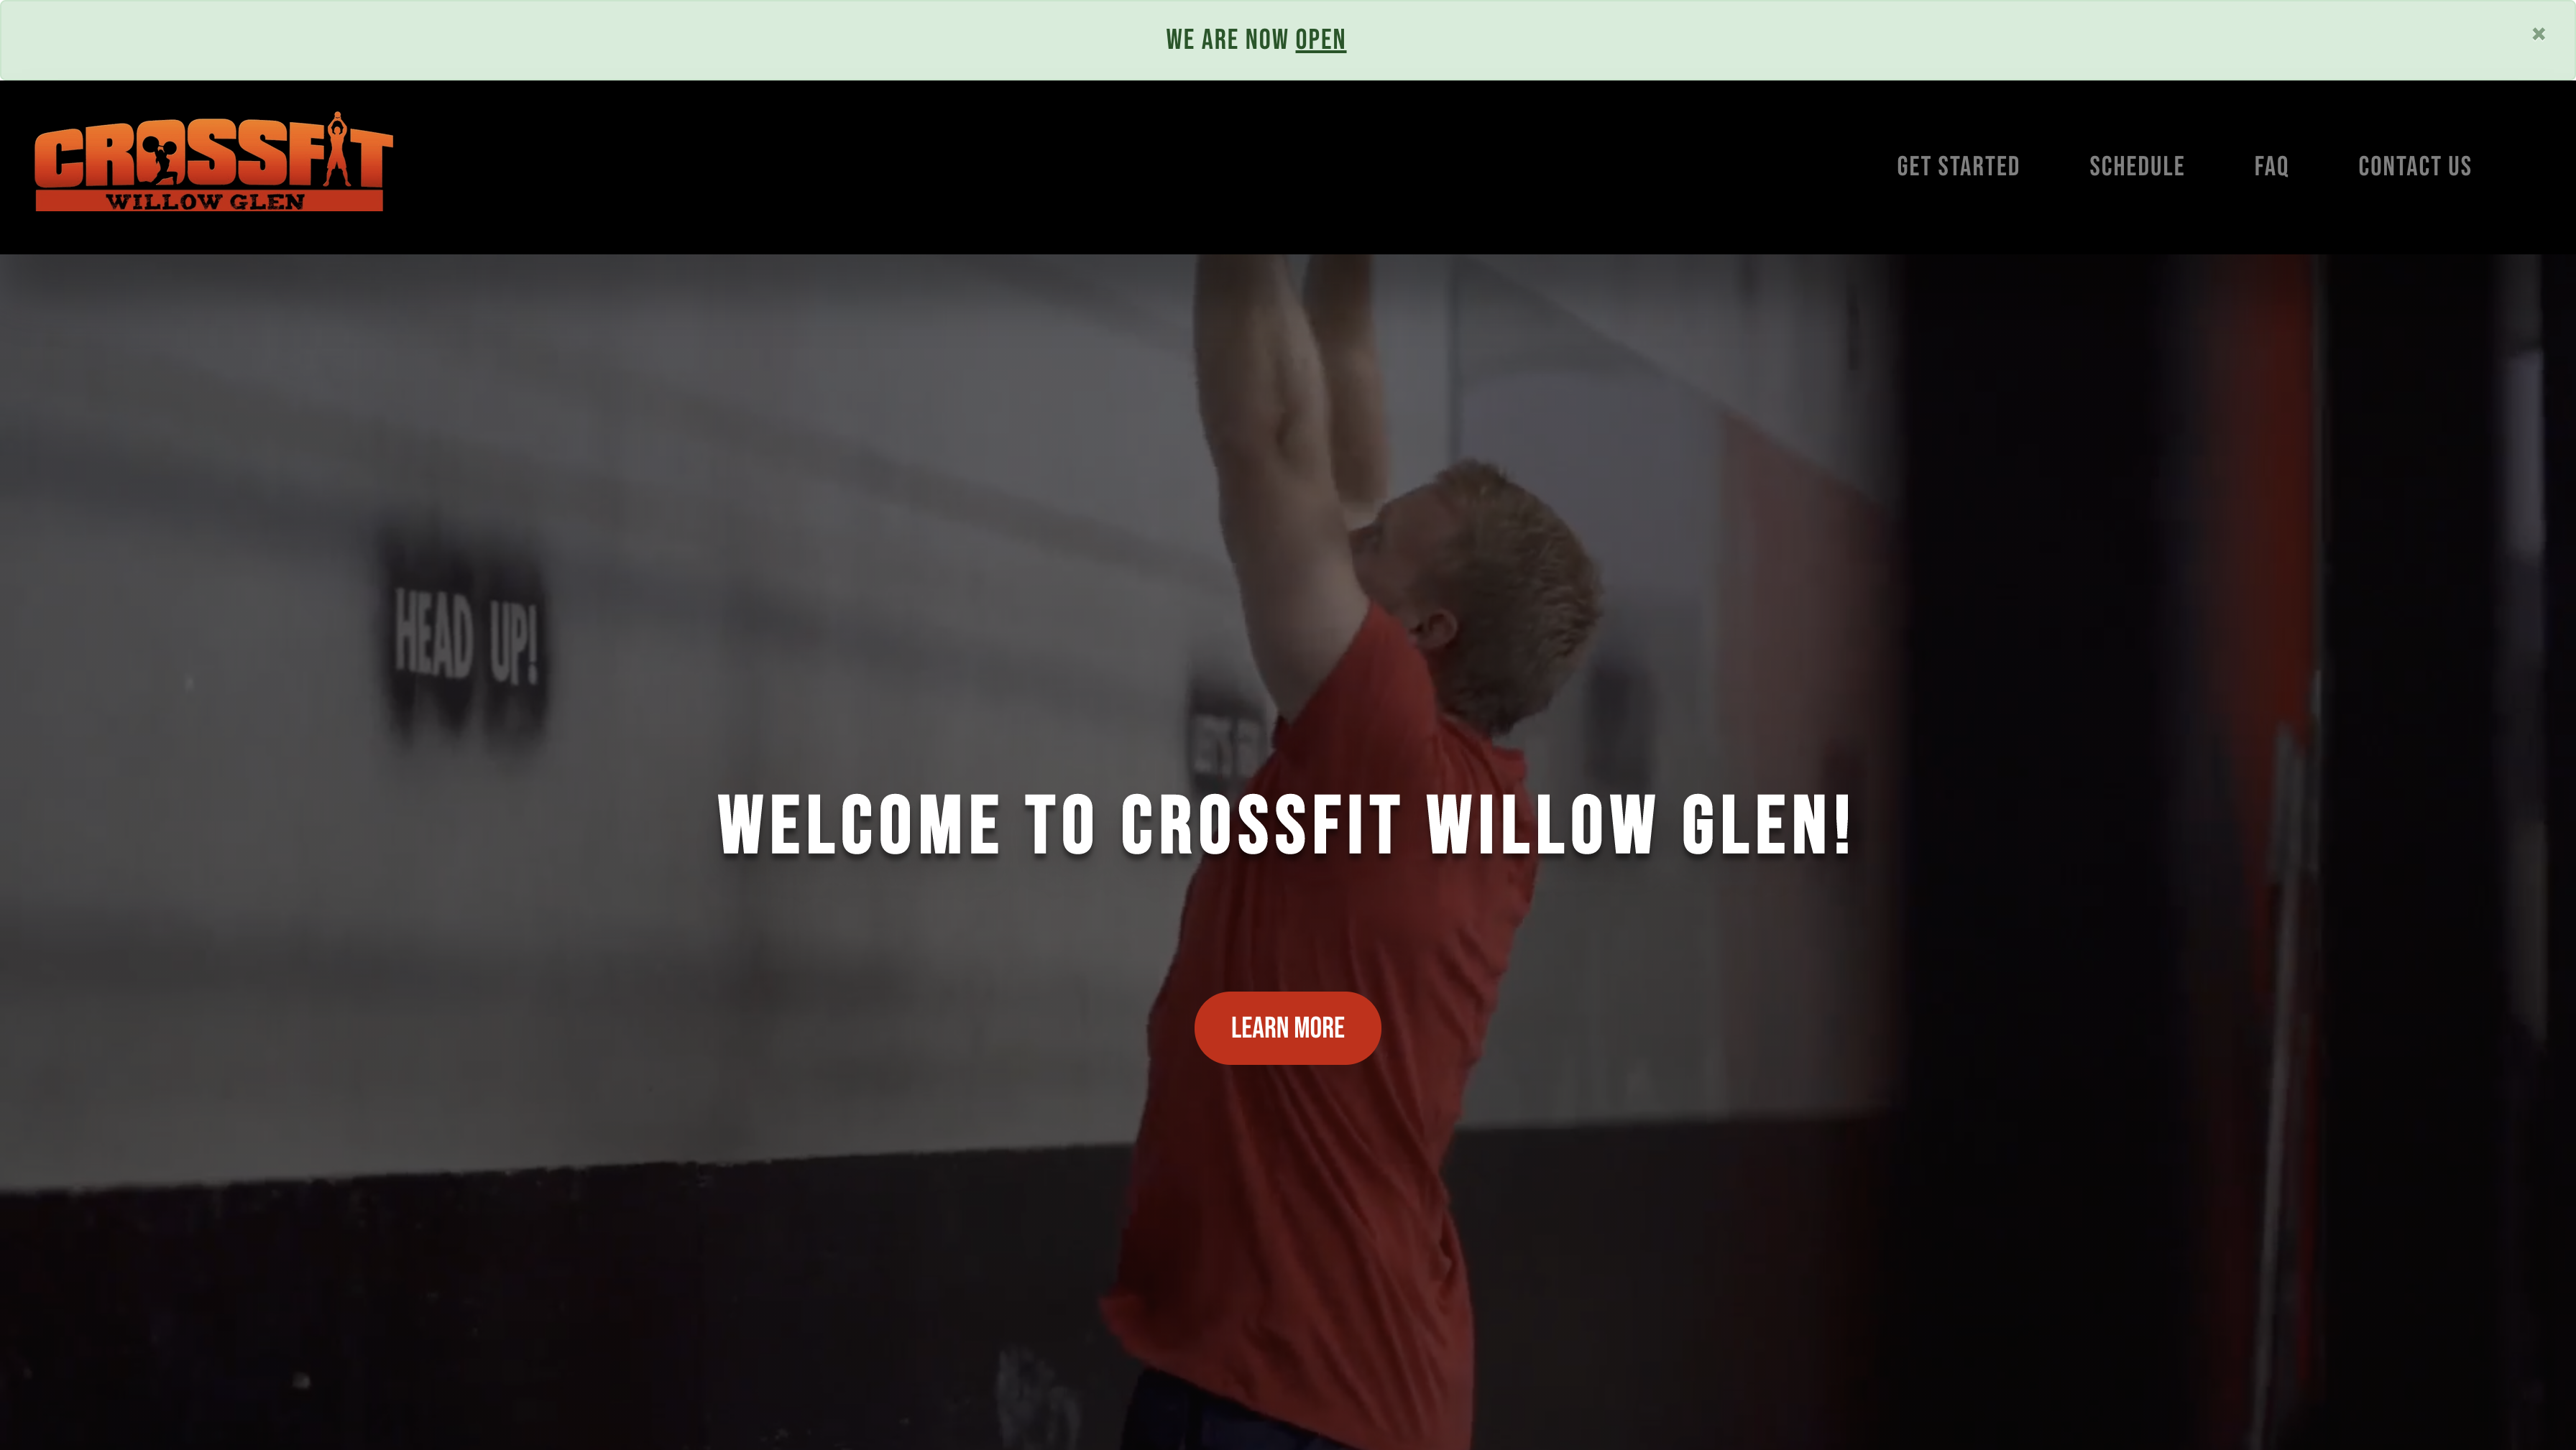 WE ARE NOW OPEN
×
CROSSFIT
WILLOW GLEN
GET STARTED
SCHEDULE
FAQ
CONTACT US
HEAD UP!
WELCOME TO CROSSFIT WILLOW GLEN!
LEARN MORE